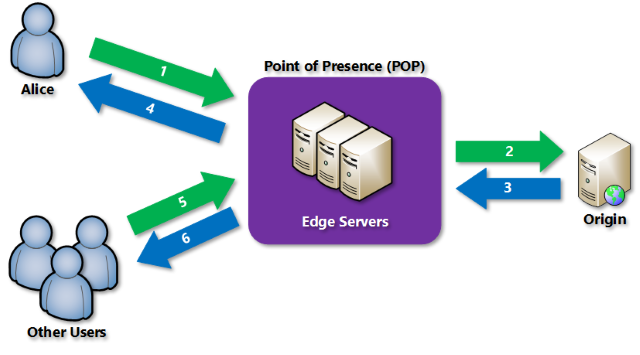 Point of Presence (POP)
1
Alice
4
2
3
5
6
Edge Servers
Origin
Other Users